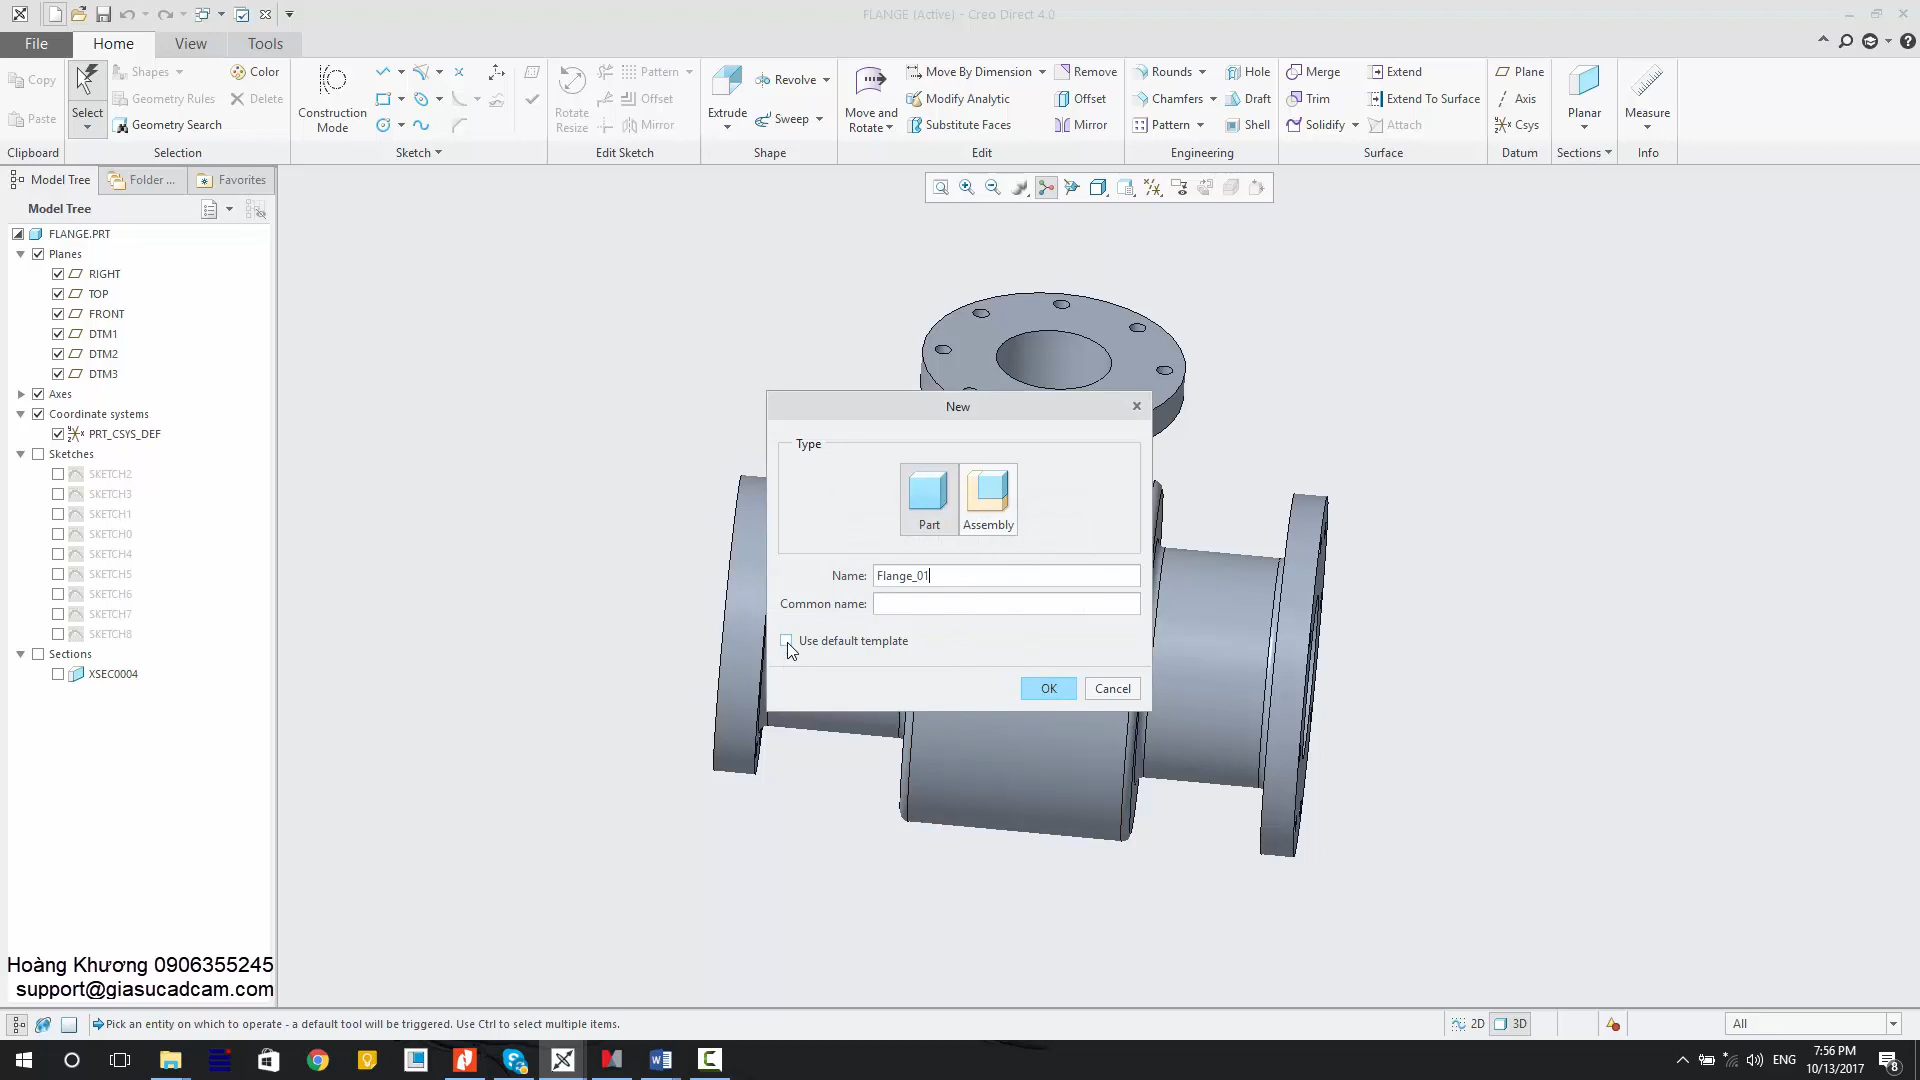 FLANGE (Active) - Creo Direct 4.0
File Home View Tools
Copy
Paste
Clipboard
Select
Shapes
Color
Geometry Rules
Delete
Geometry Search
Selection
Construction
Mode
Sketch
Rotate
Resize
Pattern
Offset
Mirror
Edit Sketch
Extrude
Revolve
Sweep
Shape
Move and
Rotate
Move By Dimension
Remove
Modify Analytic
Offset
Substitute Faces
Mirror
Edit
Rounds
Hole
Chamfers
Draft
Pattern
Shell
Engineering
Merge
Extend
Trim
Extend To Surface
Solidify
Attach
Surface
Plane
Axis
Csys
Datum
Planar
Sections
Measure
Info
Model Tree
Folder ...
Favorites
Model Tree
FLANGE.PRT
Planes
RIGHT
TOP
FRONT
DTM1
DTM2
DTM3
Axes
Coordinate systems
PRT_CSYS_DEF
Sketches
SKETCH2
SKETCH3
SKETCH1
SKETCH0
SKETCH4
SKETCH5
SKETCH6
SKETCH7
SKETCH8
Sections
XSEC0004
New
Type
Part
Assembly
Name: Flange_01
Common name:
Use default template
OK
Cancel
Hoàng Khương 0906355245
support@giasucadcam.com
Pick an entity on which to operate - a default tool will be triggered. Use Ctrl to select multiple items.
2D
3D
All
ENG
7:56 PM
10/13/2017
8